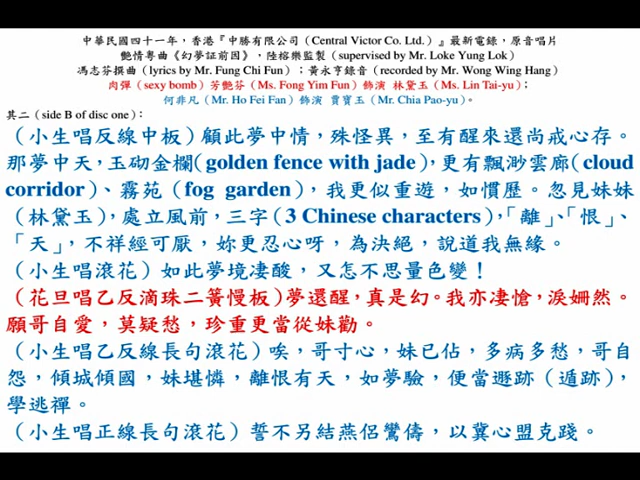 中華民國四十一年，香港『中勝有限公司（Central Victor Co. Ltd.）』最新電錄，原音唱片
艷情粵曲《幻夢証前因》，陸榕樂監製（supervised by Mr. Loke Yung Lok）
馮志芬撰曲（lyrics by Mr. Fung Chi Fun）；黃永亨錄音（recorded by Mr. Wong Wing Hang）
肉彈（sexy bomb）芳艷芬（Ms. Fong Yim Fun）飾演 林黛玉（Ms. Lin Tai-yu）；
何非凡（Mr. Ho Fei Fan）飾演 賈寶玉（Mr. Chia Pao-yu）。
其二（side B of disc one）：
（小生唱反線中板）顧此夢中情，殊怪異，至有醒來還尚戒心存。
那夢中天，玉砌金欄(golden fence with jade)，更有飄渺雲廊(cloud
corridor)、霧苑（fog garden），我更似重遊，如慣歷。忽見妹妹
（林黛玉），處立風前，三字（3 Chinese characters），「離」、「恨」、
「天」，不祥經可厭，妳更忍心呀，為決絕，說道我無緣。
（小生唱滾花）如此夢境凄酸，又怎不思量色變！
（花旦唱乙反滴珠二簧慢板）夢還醒，真是幻。我亦凄愴，淚姍然。
願哥自愛，莫疑愁，珍重更當從妹勸。
（小生唱乙反線長句滾花）唉，哥寸心，妹已佔，多病多愁，哥自
怨，傾城傾國，妹堪憐，離恨有天，如夢驗，便當遯跡（遁跡），
學逃禪。
（小生唱正線長句滾花）誓不另結燕侶鸞儔，以冀心盟克踐。